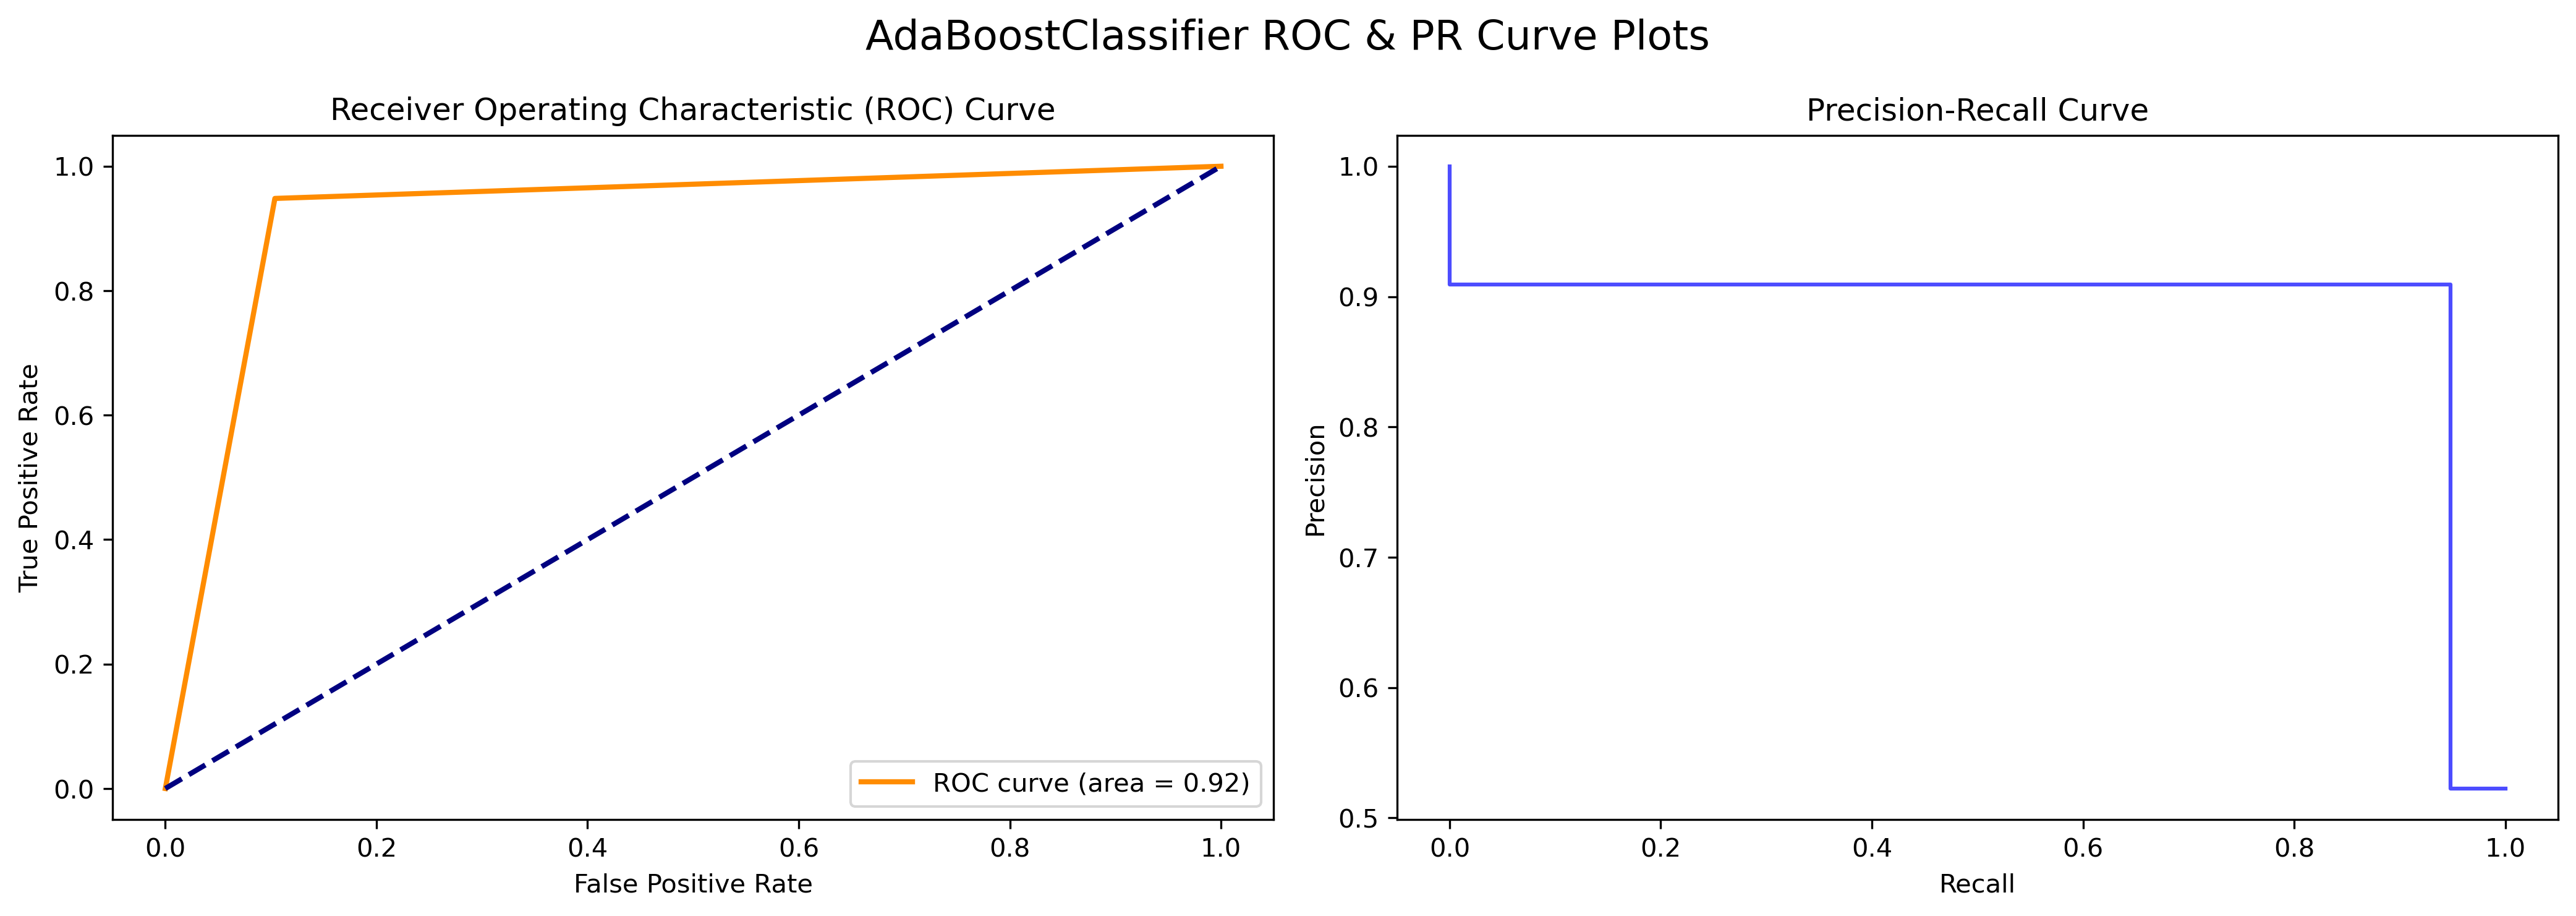 AdaBoostClassifier ROC & PR Curve Plots
Receiver Operating Characteristic (ROC) Curve
1.0
0.8
0.6
0.4
0.2
0.0
True Positive Rate
0.0 0.2 0.4 0.6 0.8 1.0
False Positive Rate
ROC curve (area = 0.92)
Precision-Recall Curve
1.0
0.9
0.8
0.7
0.6
0.5
Precision
0.0 0.2 0.4 0.6 0.8 1.0
Recall